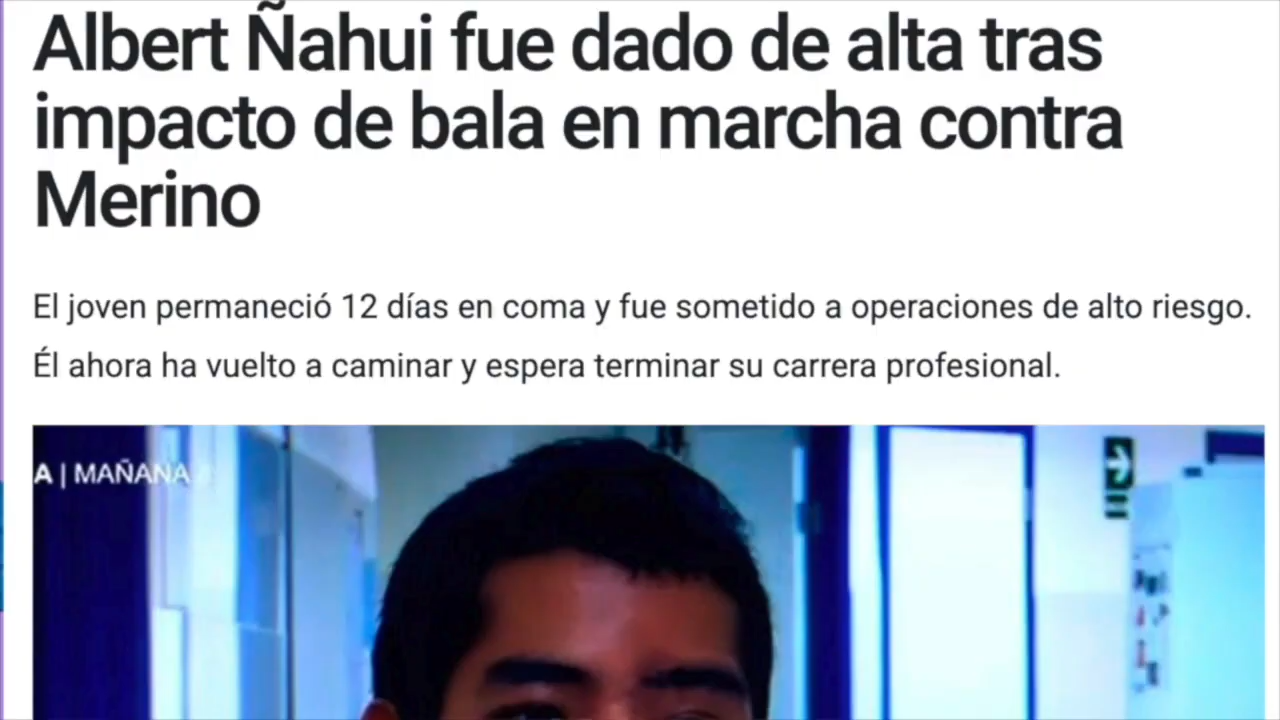 Albert Ñahui fue dado de alta tras
impacto de bala en marcha contra
Merino
El joven permaneció 12 días en coma y fue sometido a operaciones de alto riesgo.
Él ahora ha vuelto a caminar y espera terminar su carrera profesional.
A | MAÑANA